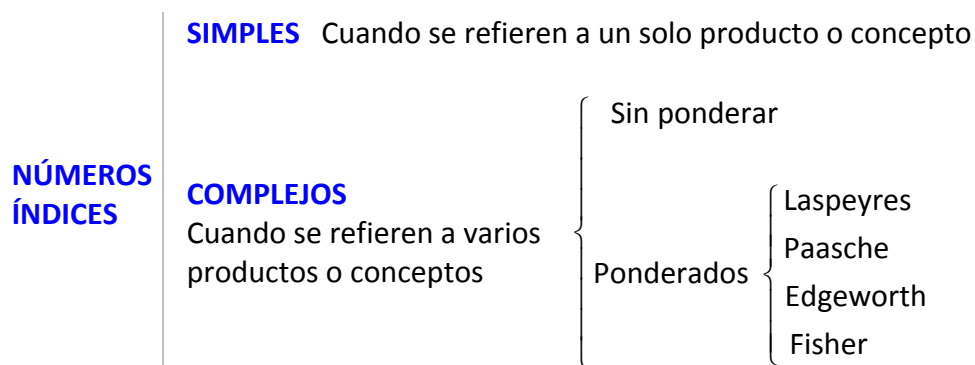 SIMPLES Cuando se refieren a un solo producto o concepto
NÚMEROS
ÍNDICES
COMPLEJOS
Cuando se refieren a varios
productos o conceptos
Sin ponderar
Ponderados
Laspeyres
Paasche
Edgeworth
Fisher